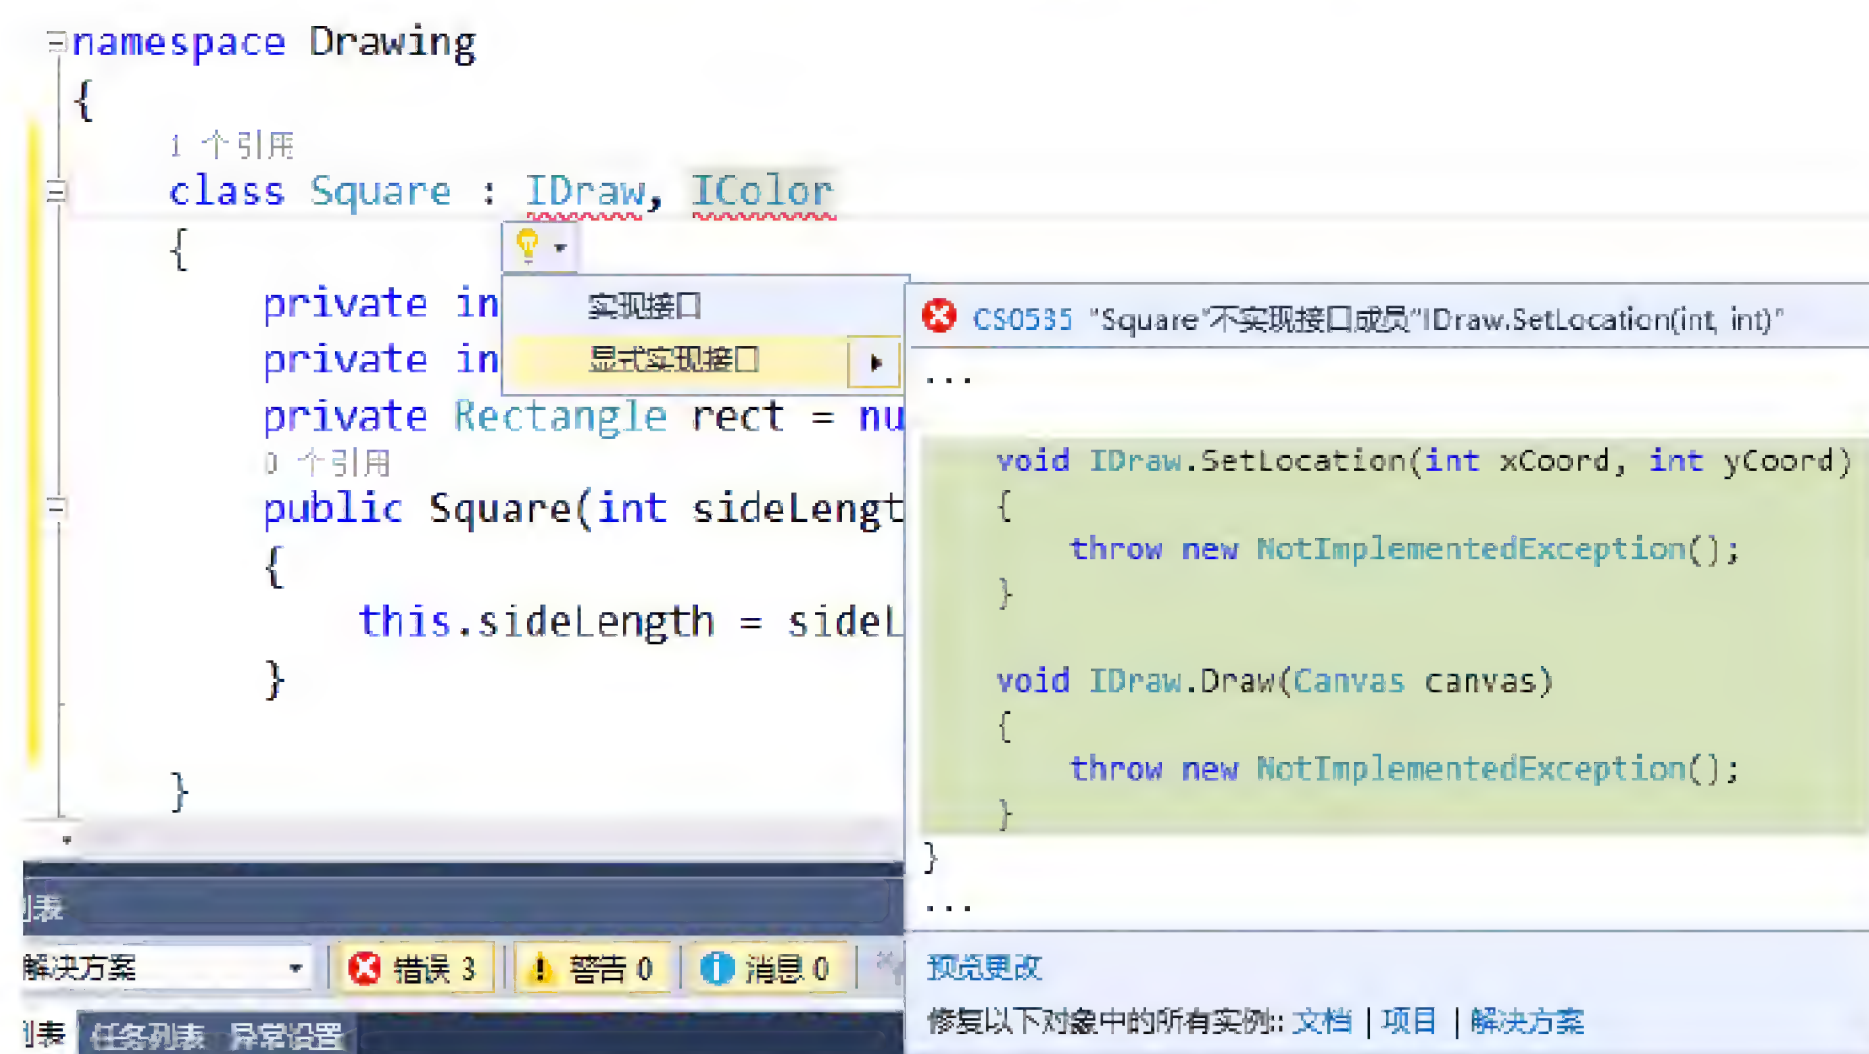 namespace Drawing
{
1 个引用
class Square : IDraw, IColor
{
private in
private in
private Rectangle rect = nu
0 个引用
public Square(int sideLengt
{
this.sideLength = sideL
}
}
实现接口
显式实现接口
CS0535 "Square"不实现接口成员"IDraw.SetLocation(int, int)"
...
void IDraw.SetLocation(int xCoord, int yCoord)
{
throw new NotImplementedException();
}
void IDraw.Draw(Canvas canvas)
{
throw new NotImplementedException();
}
}
...
预览更改
修复以下对象中的所有实例: 文档 | 项目 | 解决方案
列表
解决方案 错误 3 警告 0 消息 0
列表 任务列表 异常设置